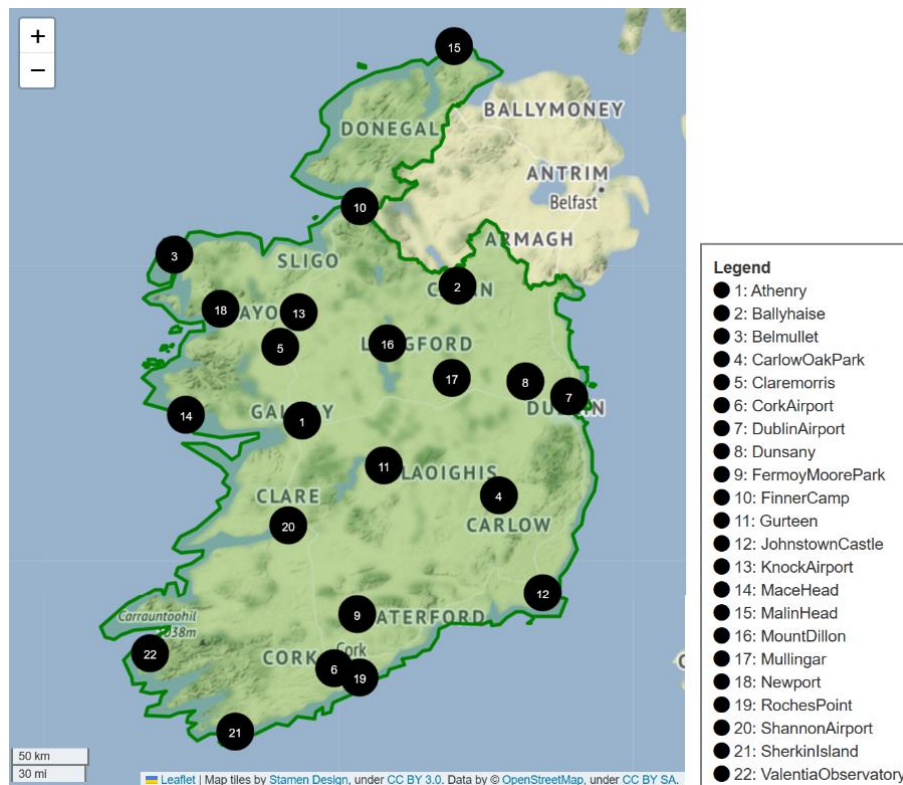 +
−
15
DONEGAL
BALLYMONEY
ANTRIM
Belfast
10
ARMAGH
3
SLIGO
2
18
13
5
16
17
8
7
14
1
11
LAOIGHIS
4
CLARE
CARLOW
20
12
9
Carrauntoohil
22
CORK
Cork
6
19
21
50 km
30 mi
Leaflet | Map tiles by Stamen Design, under CC BY 3.0. Data by © OpenStreetMap, under CC BY SA.
Legend
1: Athenry
2: Ballyhaise
3: Belmullet
4: CarlowOakPark
5: Claremorris
6: CorkAirport
7: DublinAirport
8: Dunsany
9: FermoyMoorePark
10: FinnerCamp
11: Gurteen
12: JohnstownCastle
13: KnockAirport
14: MaceHead
15: MalinHead
16: MountDillon
17: Mullingar
18: Newport
19: RochesPoint
20: ShannonAirport
21: SherkinIsland
22: ValentiaObservatory